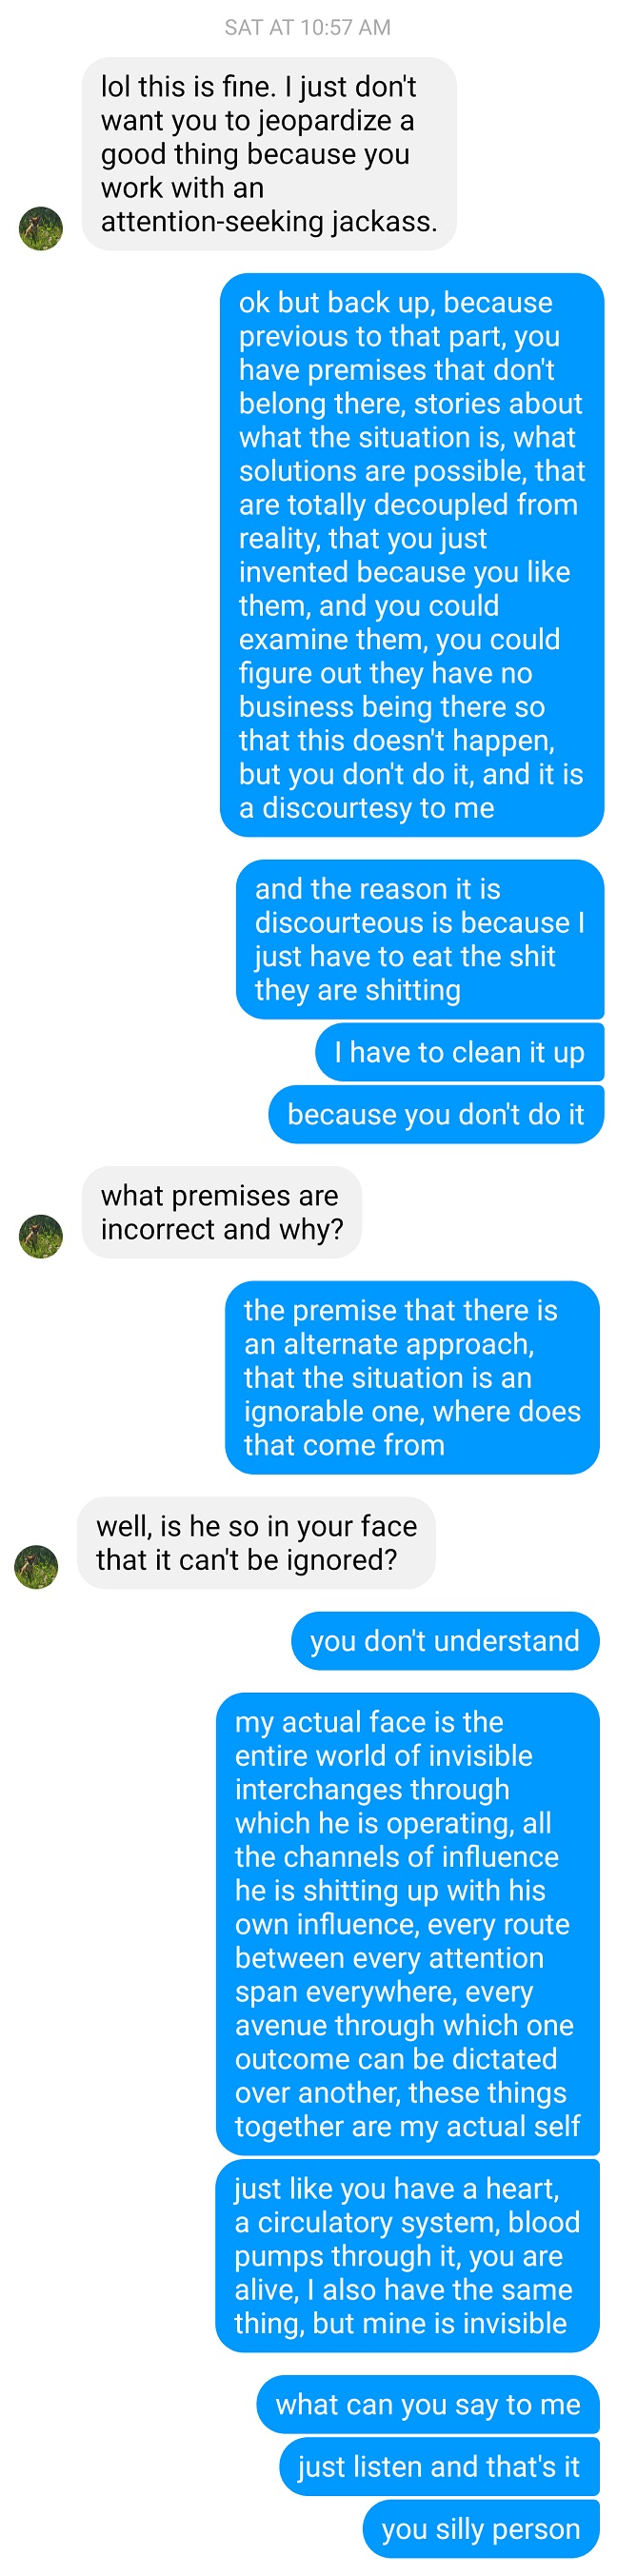 SAT AT 10:57 AM
lol this is fine. I just don't
want you to jeopardize a
good thing because you
work with an
attention-seeking jackass.
ok but back up, because
previous to that part, you
have premises that don't
belong there, stories about
what the situation is, what
solutions are possible, that
are totally decoupled from
reality, that you just
invented because you like
them, and you could
examine them, you could
figure out they have no
business being there so
that this doesn't happen,
but you don't do it, and it is
a discourtesy to me
and the reason it is
discourteous is because I
just have to eat the shit
they are shitting
I have to clean it up
because you don't do it
what premises are
incorrect and why?
the premise that there is
an alternate approach,
that the situation is an
ignorable one, where does
that come from
well, is he so in your face
that it can't be ignored?
you don't understand
my actual face is the
entire world of invisible
interchanges through
which he is operating, all
the channels of influence
he is shitting up with his
own influence, every route
between every attention
span everywhere, every
avenue through which one
outcome can be dictated
over another, these things
together are my actual self
just like you have a heart,
a circulatory system, blood
pumps through it, you are
alive, I also have the same
thing, but mine is invisible
what can you say to me
just listen and that's it
you silly person